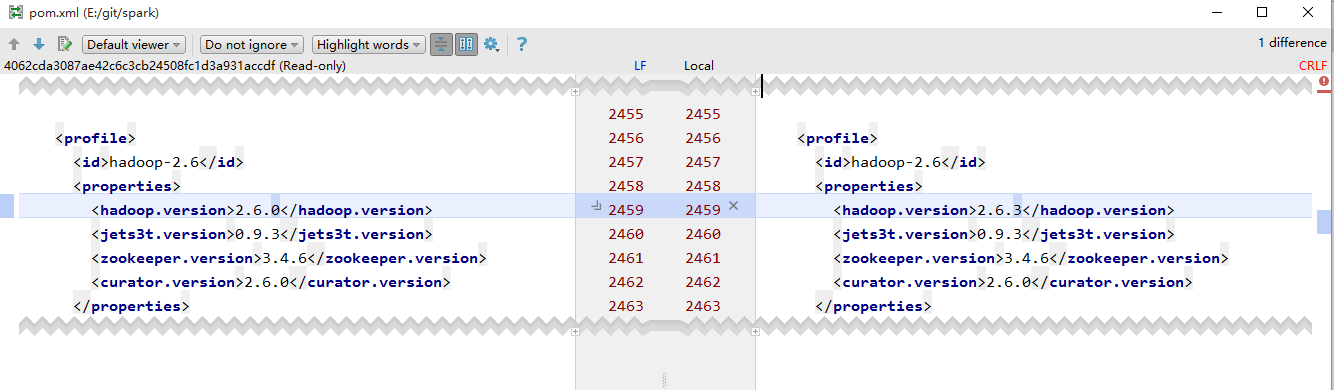 pom.xml (E:/git/spark)
Default viewer Do not ignore Highlight words ? 1 difference
4062cda3087ae42c6c3cb24508fc1d3a931accdf (Read-only) LF Local CRLF
2455 2455
<profile> 2456 2456 <profile>
<id>hadoop-2.6</id> 2457 2457 <id>hadoop-2.6</id>
<properties> 2458 2458 <properties>
<hadoop.version>2.6.0</hadoop.version> 2459 2459 <hadoop.version>2.6.3</hadoop.version>
<jets3t.version>0.9.3</jets3t.version> 2460 2460 <jets3t.version>0.9.3</jets3t.version>
<zookeeper.version>3.4.6</zookeeper.version> 2461 2461 <zookeeper.version>3.4.6</zookeeper.version>
<curator.version>2.6.0</curator.version> 2462 2462 <curator.version>2.6.0</curator.version>
</properties> 2463 2463 </properties>